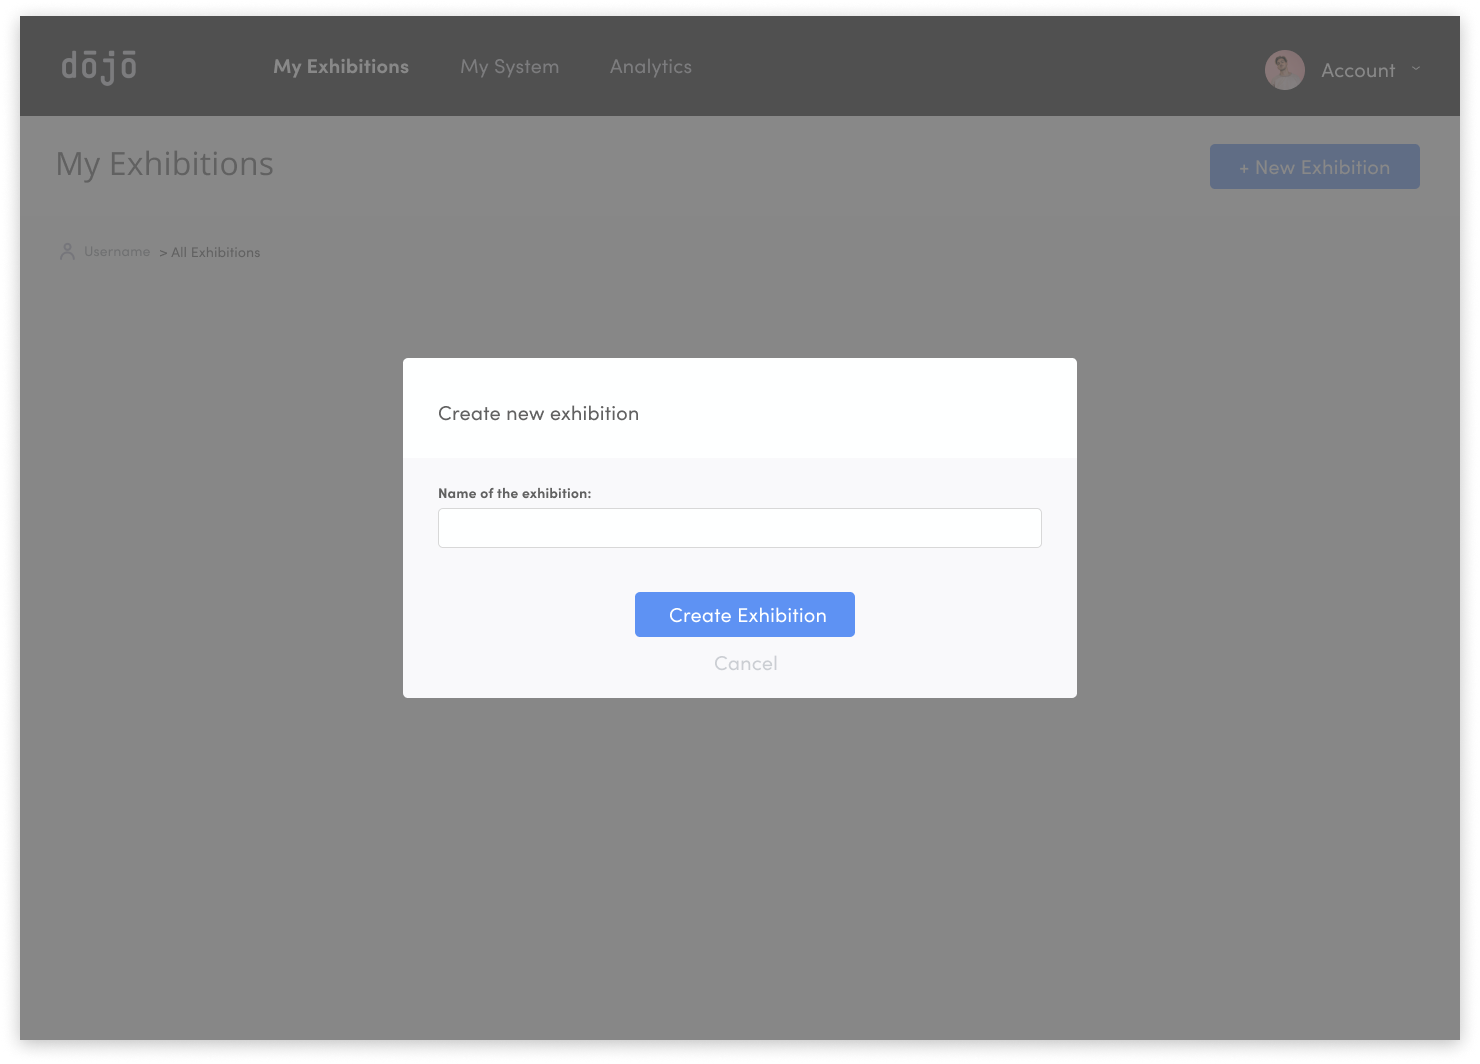 dōjō
My Exhibitions
My System
Analytics
Account
My Exhibitions
+ New Exhibition
Username > All Exhibitions
Create new exhibition
Name of the exhibition:
Create Exhibition
Cancel